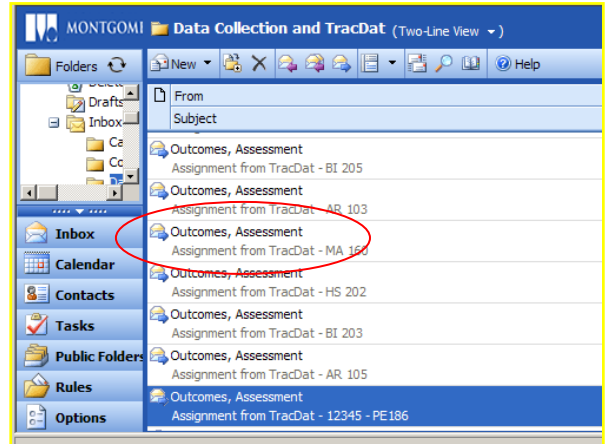 MONTGOMI Data Collection and TracDat (Two-Line View )
Folders New Help
Drafts
Inbox
Ca
Co
From
Subject
Outcomes, Assessment
Assignment from TracDat - BI 205
Outcomes, Assessment
Assignment from TracDat - AR 103
Outcomes, Assessment
Assignment from TracDat - MA 160
Outcomes, Assessment
Assignment from TracDat - HS 202
Outcomes, Assessment
Assignment from TracDat - BI 203
Outcomes, Assessment
Assignment from TracDat - AR 105
Outcomes, Assessment
Assignment from TracDat - 12345 - PE186
Inbox
Calendar
Contacts
Tasks
Public Folders
Rules
Options